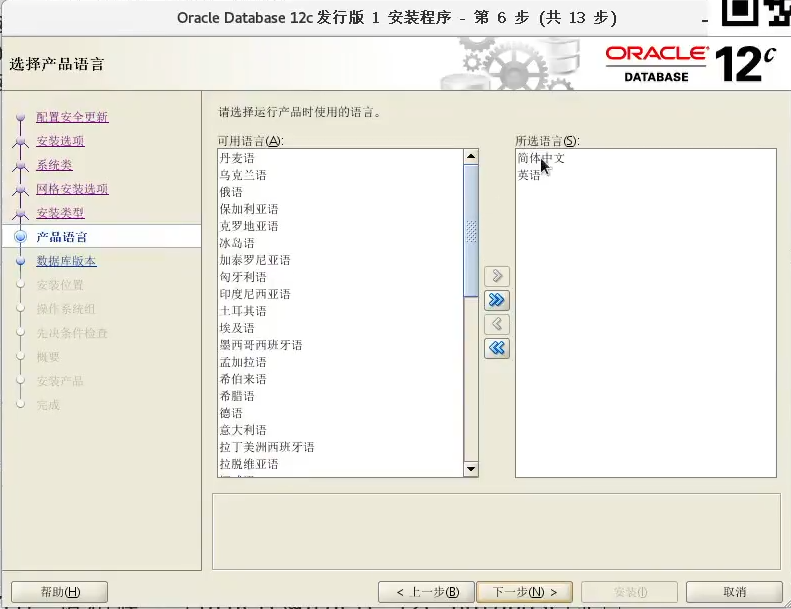 Oracle Database 12c 发行版 1 安装程序 - 第 6 步 (共 13 步)
选择产品语言
ORACLE
DATABASE
12c
配置安全更新
安装选项
系统类
网格安装选项
安装类型
产品语言
数据库版本
安装位置
操作系统组
先决条件检查
概要
安装产品
完成
请选择运行产品时使用的语言。
可用语言(A):
丹麦语
乌克兰语
俄语
保加利亚语
克罗地亚语
冰岛语
加泰罗尼亚语
匈牙利语
印度尼西亚语
土耳其语
埃及语
墨西哥西班牙语
孟加拉语
希伯来语
希腊语
德语
意大利语
拉丁美洲西班牙语
拉脱维亚语
所选语言(S):
简体中文
英语
帮助(H)
< 上一步(B)
下一步(N) >
安装(I)
取消